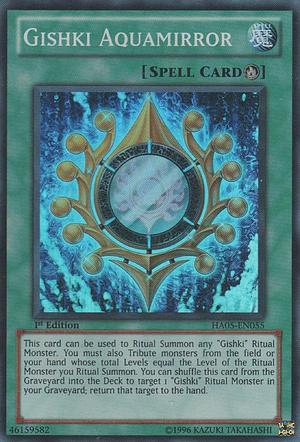 GISHKI AQUAMIRROR
[SPELL CARD]
1st Edition
HA05-EN055
This card can be used to Ritual Summon any "Gishki" Ritual
Monster. You must also Tribute monsters from the field or
your hand whose total Levels equal the Level of the Ritual
Monster you Ritual Summon. You can shuffle this card from the
Graveyard into the Deck to target 1 "Gishki" Ritual Monster in
your Graveyard; return that target to the hand.
46159582
©1996 KAZUKI TAKAHASHI